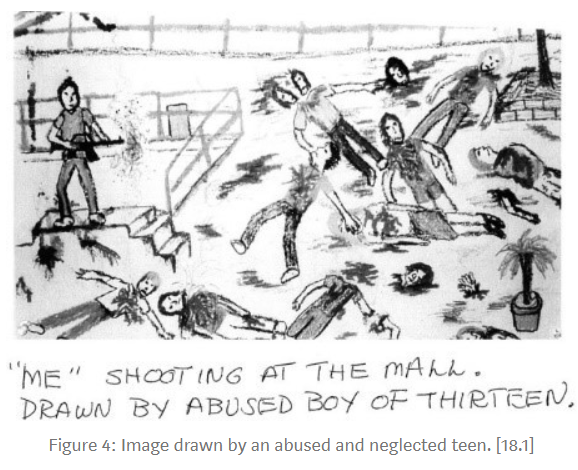 "ME" SHOOTING AT THE MALL.
DRAWN BY ABUSED BOY OF THIRTEEN.
Figure 4: Image drawn by an abused and neglected teen. [18.1]